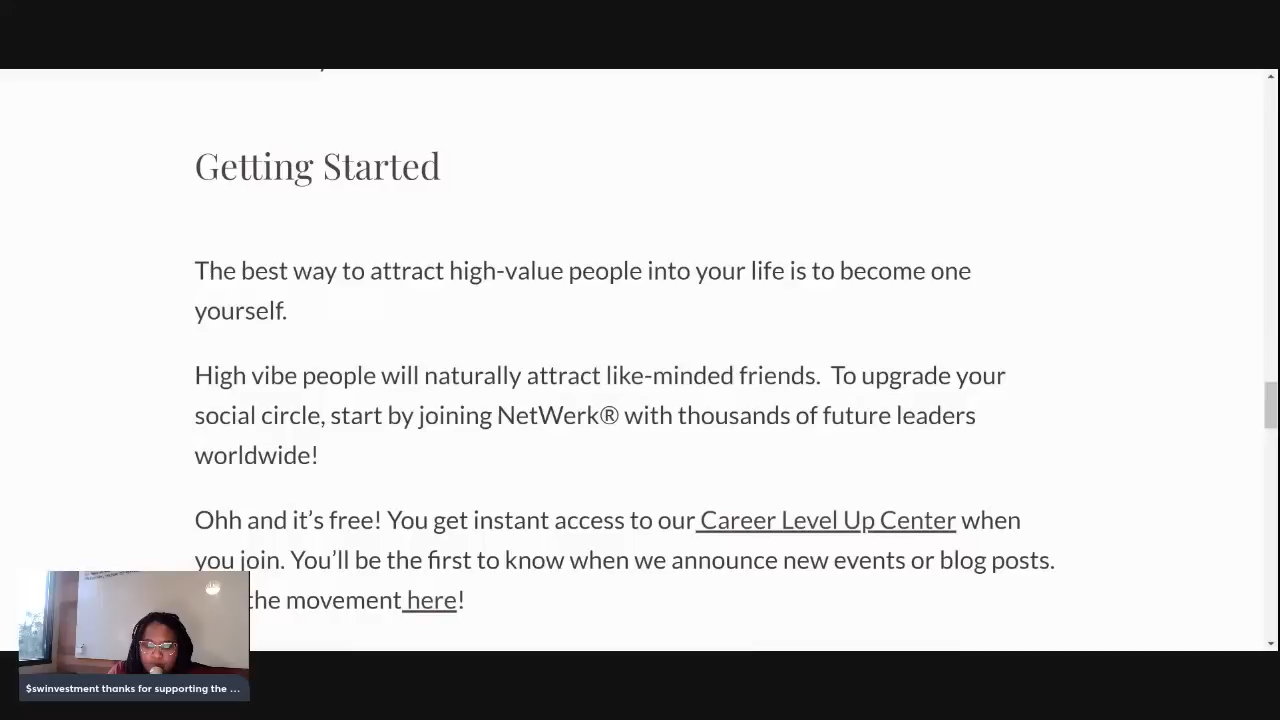 Getting Started
The best way to attract high-value people into your life is to become one
yourself.
High vibe people will naturally attract like-minded friends.  To upgrade your
social circle, start by joining NetWerk® with thousands of future leaders
worldwide!
Ohh and it’s free! You get instant access to our Career Level Up Center when
you join. You’ll be the first to know when we announce new events or blog posts.
the movement here!
$swinvestment thanks for supporting the ...